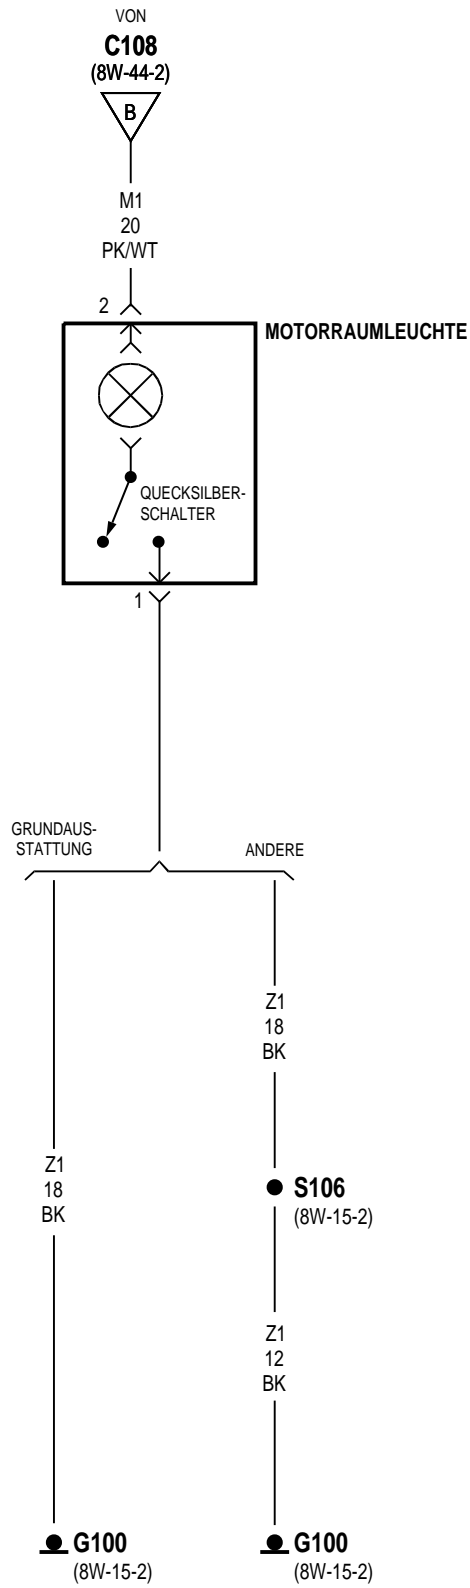 VON
C108
(8W-44-2)
B
M1
20
PK/WT
2
MOTORRAUMLEUCHTE
QUECKSILBER-
SCHALTER
1
GRUNDAUS-
STATTUNG
ANDERE
Z1
18
BK
Z1
18
BK
S106
(8W-15-2)
Z1
12
BK
G100
(8W-15-2)
G100
(8W-15-2)